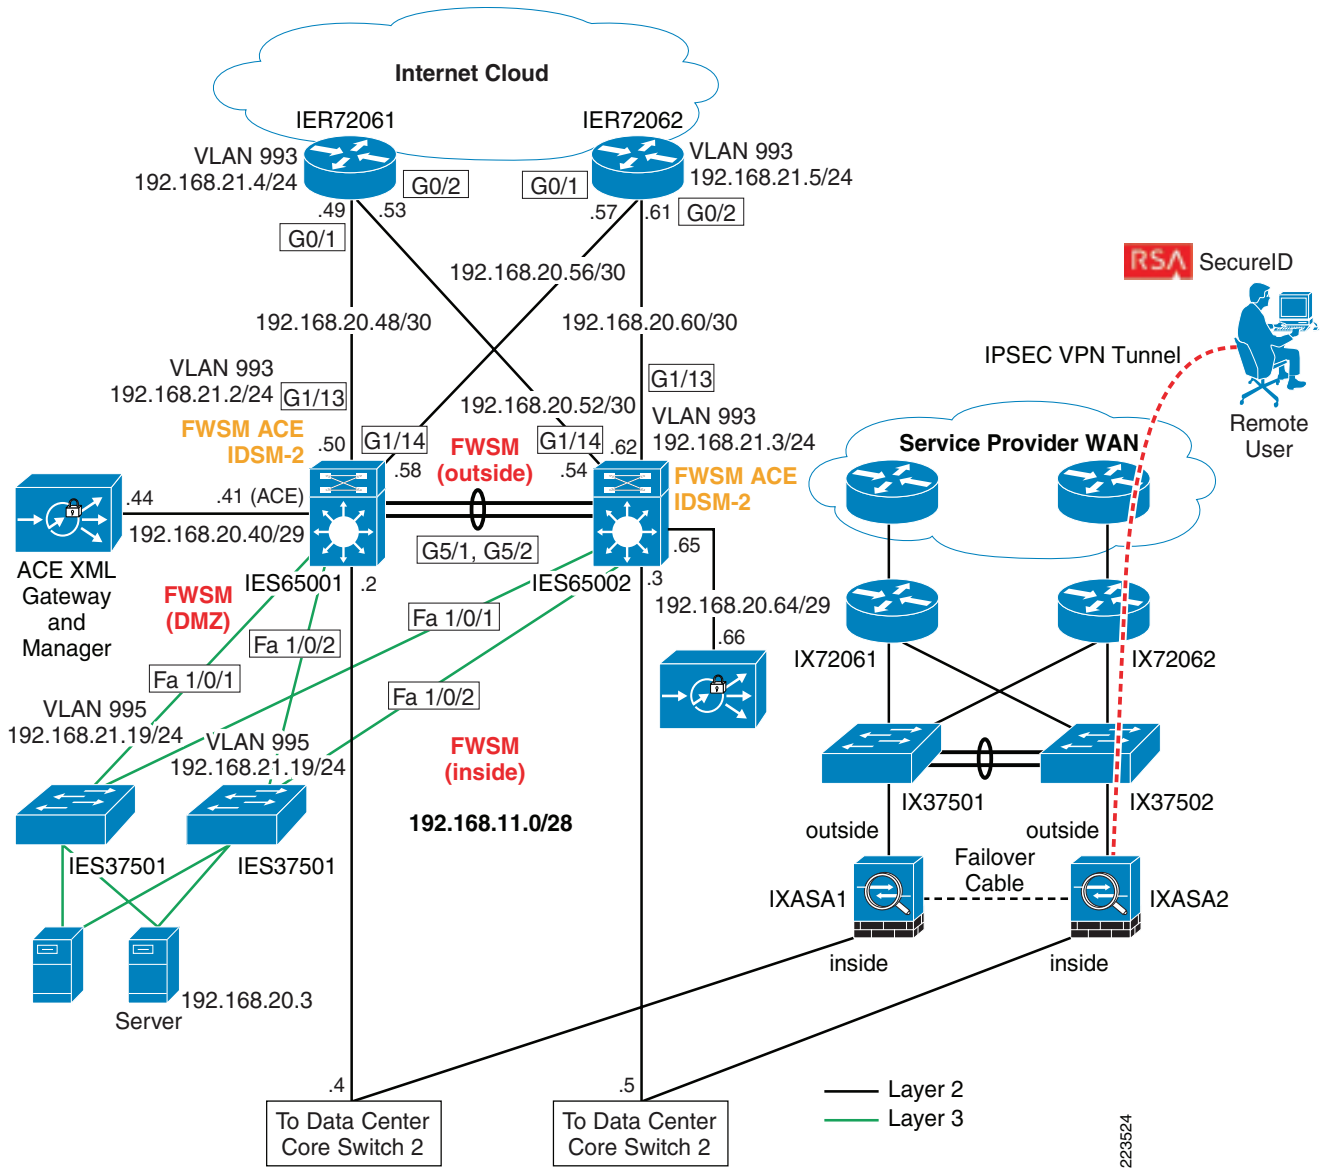 Internet Cloud
IER72061
IER72062
VLAN 993
192.168.21.4/24
G0/2
G0/1
VLAN 993
192.168.21.5/24
.49
.53
G0/1
.57
.61
G0/2
192.168.20.56/30
192.168.20.48/30
192.168.20.60/30
RSA SecureID
IPSEC VPN Tunnel
Remote
User
VLAN 993
192.168.21.2/24
G1/13
G1/13
192.168.20.52/30
VLAN 993
192.168.21.3/24
FWSM ACE
IDSM-2
.50
G1/14
.58
FWSM
(outside)
G1/14
.54
.62
FWSM ACE
IDSM-2
Service Provider WAN
.44
.41 (ACE)
192.168.20.40/29
G5/1, G5/2
.65
ACE XML
Gateway
and
Manager
IES65001
.2
IES65002
.3
FWSM
(DMZ)
192.168.20.64/29
.66
Fa 1/0/1
Fa 1/0/2
Fa 1/0/1
Fa 1/0/2
IX72061
IX72062
VLAN 995
192.168.21.19/24
VLAN 995
192.168.21.19/24
FWSM
(inside)
192.168.11.0/28
IX37501
IX37502
outside
outside
IES37501
IES37501
Failover
Cable
IXASA1
IXASA2
inside
inside
192.168.20.3
Server
.4
.5
To Data Center
Core Switch 2
To Data Center
Core Switch 2
Layer 2
Layer 3
223524